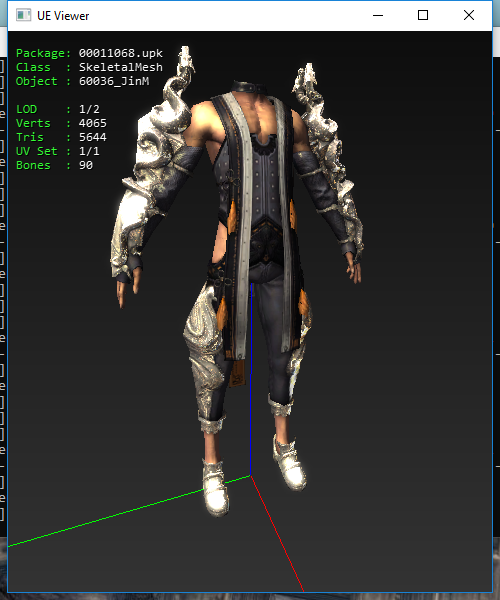 UE Viewer
Package: 00011068.upk
Class : SkeletalMesh
Object : 60036_JinM
LOD : 1/2
Verts : 4065
Tris : 5644
UV Set : 1/1
Bones : 90